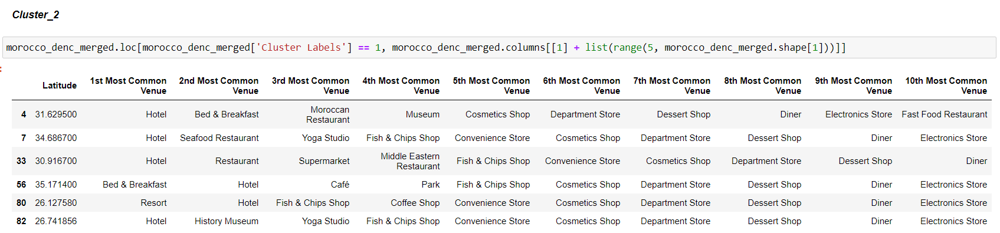 Cluster_2
morocco_denc_merged.loc[morocco_denc_merged['Cluster Labels'] == 1, morocco_denc_merged.columns[[1] + list(range(5, morocco_denc_merged.shape[1]))]]
:
Latitude 1st Most Common Venue 2nd Most Common Venue 3rd Most Common Venue 4th Most Common Venue 5th Most Common Venue 6th Most Common Venue 7th Most Common Venue 8th Most Common Venue 9th Most Common Venue 10th Most Common Venue
4 31.629500 Hotel Bed & Breakfast Moroccan Restaurant Museum Cosmetics Shop Department Store Dessert Shop Diner Electronics Store Fast Food Restaurant
7 34.686700 Hotel Seafood Restaurant Yoga Studio Fish & Chips Shop Convenience Store Cosmetics Shop Department Store Dessert Shop Diner Electronics Store
33 30.916700 Hotel Restaurant Supermarket Middle Eastern Restaurant Fish & Chips Shop Convenience Store Cosmetics Shop Department Store Dessert Shop Diner
56 35.171400 Bed & Breakfast Hotel Café Park Fish & Chips Shop Cosmetics Shop Department Store Dessert Shop Diner Electronics Store
80 26.127580 Resort Hotel Fish & Chips Shop Coffee Shop Convenience Store Cosmetics Shop Department Store Dessert Shop Diner Electronics Store
82 26.741856 Hotel History Museum Yoga Studio Fish & Chips Shop Convenience Store Cosmetics Shop Department Store Dessert Shop Diner Electronics Store